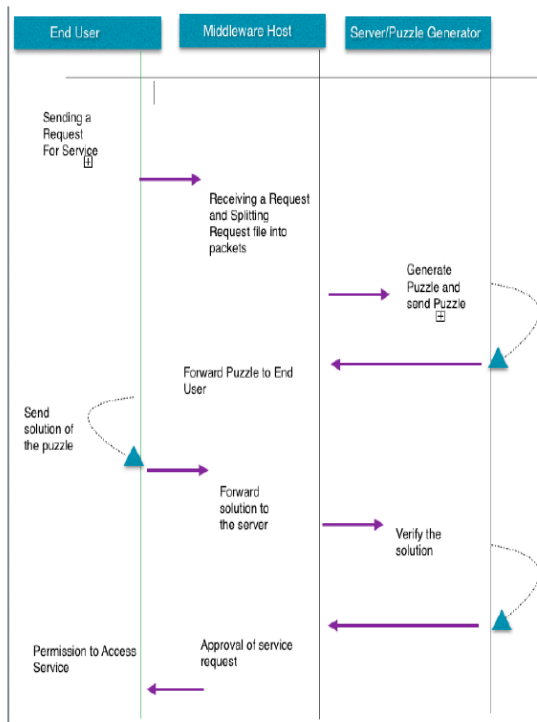 End User
Middleware Host
Server/Puzzle Generator
Sending a
Request
For Service
Receiving a Request
and Splitting
Request file into
packets
Generate
Puzzle and
send Puzzle
Forward Puzzle to End
User
Send
solution of
the puzzle
Forward
solution to
the server
Verify the
solution
Approval of service
request
Permission to Access
Service